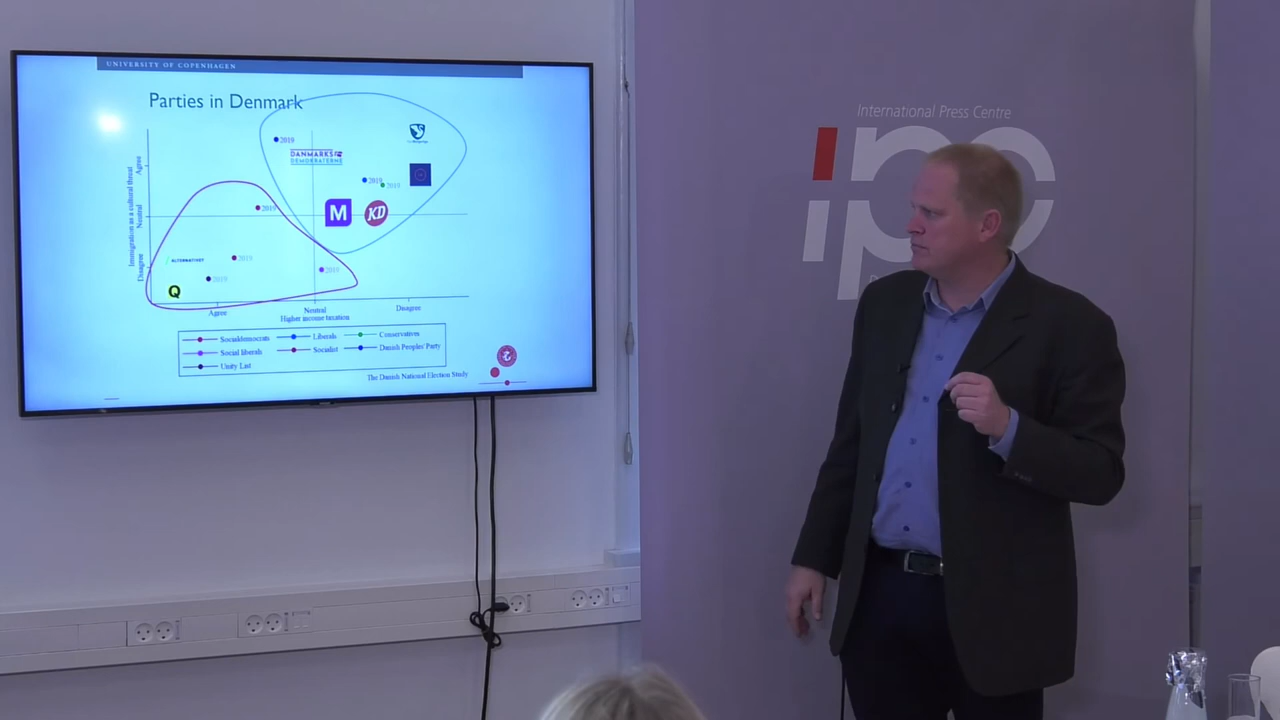 UNIVERSITY OF COPENHAGEN
Parties in Denmark
2019
DANMARKS
DEMOKRATERNE
2019
2019
M
KD
2019
ALTERNATIVET
2019
2019
2019
Q
Immigration as a cultural threat
Agree
Neutral
Disagree
Agree
Neutral
Disagree
Higher income taxation
Socialdemocrats
Liberals
Conservatives
Social liberals
Socialist
Danish Peoples' Party
Unity List
The Danish National Election Study
International Press Centre
ipc